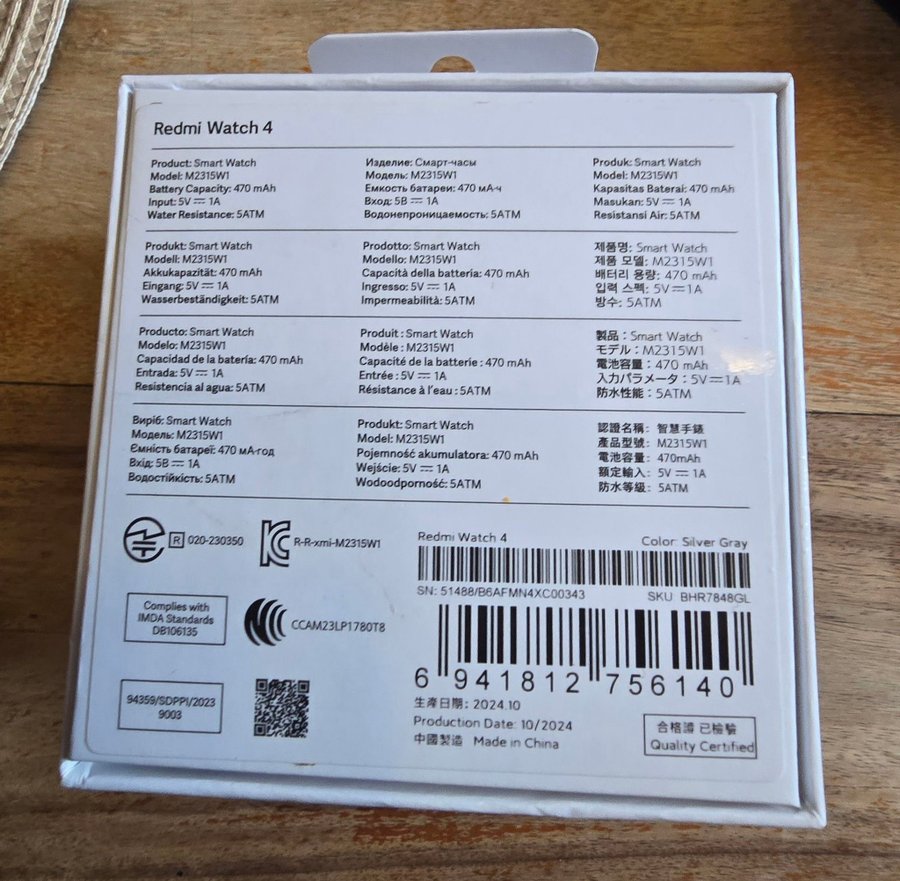 Redmi Watch 4
Product: Smart Watch
Model: M2315W1
Battery Capacity: 470 mAh
Input: 5V ⎓ 1A
Water Resistance: 5ATM
Изделие: Смарт-часы
Модель: M2315W1
Емкость батареи: 470 мА·ч
Вход: 5В ⎓ 1A
Водонепроницаемость: 5ATM
Produk: Smart Watch
Model: M2315W1
Kapasitas Baterai: 470 mAh
Masukan: 5V ⎓ 1A
Resistansi Air: 5ATM
Produkt: Smart Watch
Modell: M2315W1
Akkukapazität: 470 mAh
Eingang: 5V ⎓ 1A
Wasserbeständigkeit: 5ATM
Prodotto: Smart Watch
Modello: M2315W1
Capacità della batteria: 470 mAh
Ingresso: 5V ⎓ 1A
Impermeabilità: 5ATM
제품명: Smart Watch
제품 모델: M2315W1
배터리 용량: 470 mAh
입력 스펙: 5V⎓1A
방수: 5ATM
Producto: Smart Watch
Modelo: M2315W1
Capacidad de la batería: 470 mAh
Entrada: 5V ⎓ 1A
Resistencia al agua: 5ATM
Produit : Smart Watch
Modèle : M2315W1
Capacité de la batterie : 470 mAh
Entrée : 5V ⎓ 1A
Résistance à l'eau : 5ATM
製品：Smart Watch
モデル：M2315W1
電池容量：470 mAh
入力パラメータ：5V⎓1A
防水性能：5ATM
Виріб: Smart Watch
Модель: M2315W1
Ємність батареї: 470 мА·год
Вхід: 5В ⎓ 1A
Водостійкість: 5ATM
Produkt: Smart Watch
Model: M2315W1
Pojemność akumulatora: 470 mAh
Wejście: 5V ⎓ 1A
Wodoodporność: 5ATM
認證名稱：智慧手錶
產品型號：M2315W1
電池容量：470mAh
額定輸入：5V ⎓ 1A
防水等級：5ATM
R 020-230350
R-R-xmi-M2315W1
Complies with
IMDA Standards
DB106135
CCAM23LP1780T8
94359/SDPPI/2023
9003
Redmi Watch 4 Color: Silver Gray
SN: 51488/B6AFMN4XC00343 SKU: BHR7848GL
6 941812 756140
生產日期: 2024.10
Production Date: 10/2024
中國製造 Made in China
合格證 已檢驗
Quality Certified